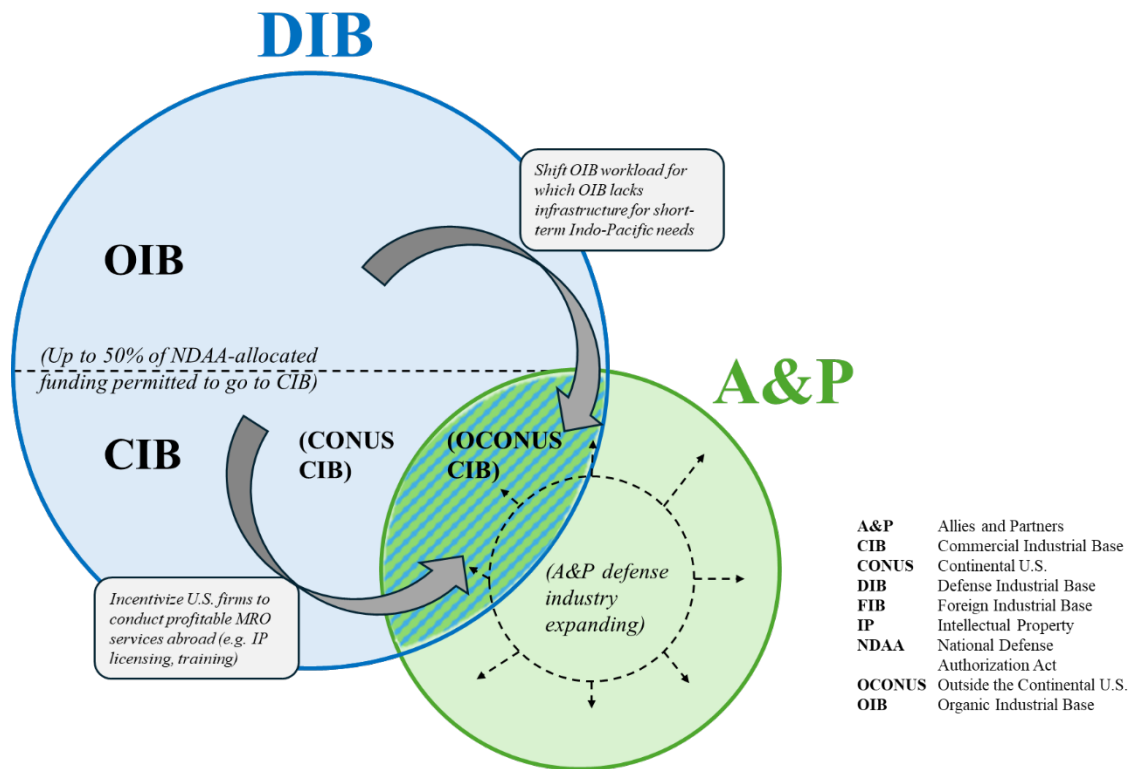 DIB
Shift OIB workload for
which OIB lacks
infrastructure for short-
term Indo-Pacific needs
OIB
(Up to 50% of NDAA-allocated
funding permitted to go to CIB)
A&P
CIB
(CONUS
CIB)
(OCONUS
CIB)
(A&P defense
industry
expanding)
Incentivize U.S. firms to
conduct profitable MRO
services abroad (e.g. IP
licensing, training)
A&P Allies and Partners
CIB Commercial Industrial Base
CONUS Continental U.S.
DIB Defense Industrial Base
FIB Foreign Industrial Base
IP Intellectual Property
NDAA National Defense
Authorization Act
OCONUS Outside the Continental U.S.
OIB Organic Industrial Base